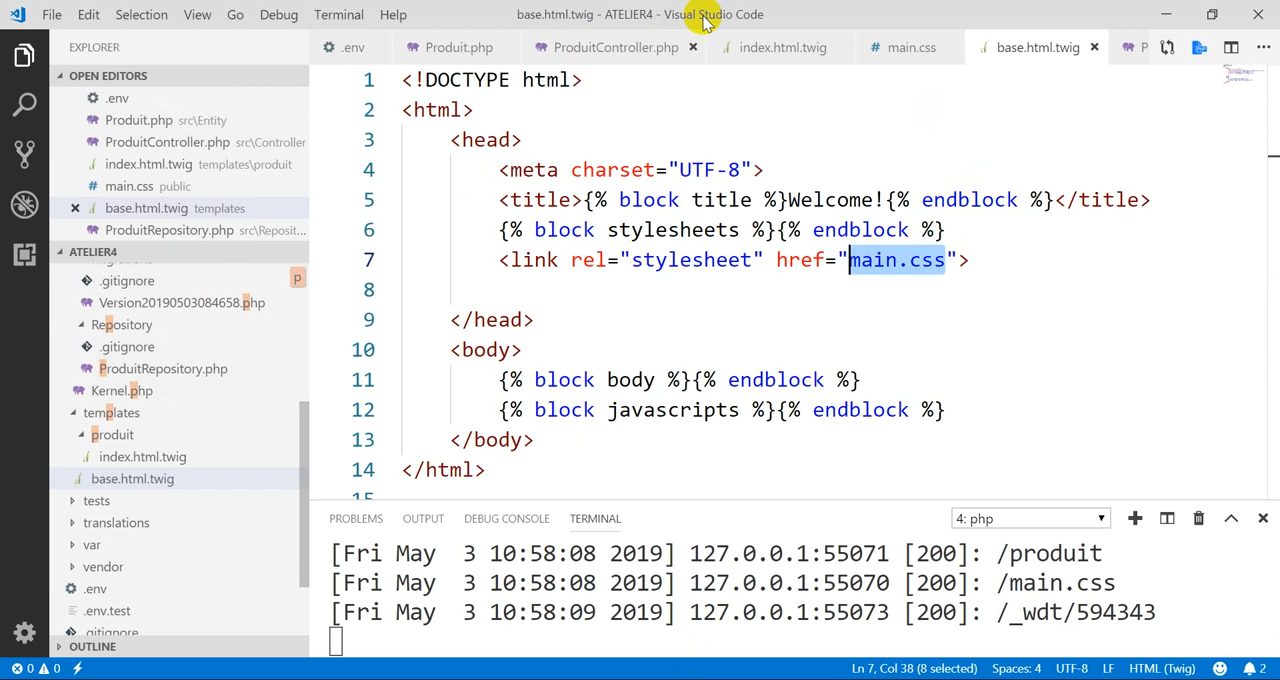 File Edit Selection View Go Debug Terminal Help base.html.twig - ATELIER4 - Visual Studio Code
EXPLORER
OPEN EDITORS
.env
Produit.php src\Entity
ProduitController.php src\Controller
index.html.twig templates\produit
main.css public
base.html.twig templates
ProduitRepository.php src\Reposit...
ATELIER4
.gitignore
p
Version20190503084658.php
Repository
.gitignore
ProduitRepository.php
Kernel.php
templates
produit
index.html.twig
base.html.twig
tests
translations
var
vendor
.env
.env.test
.gitignore
OUTLINE
.env Produit.php ProduitController.php index.html.twig main.css base.html.twig P
1 <!DOCTYPE html>
2 <html>
3 <head>
4 <meta charset="UTF-8">
5 <title>{% block title %}Welcome!{% endblock %}</title>
6 {% block stylesheets %}{% endblock %}
7 <link rel="stylesheet" href="main.css">
8
9 </head>
10 <body>
11 {% block body %}{% endblock %}
12 {% block javascripts %}{% endblock %}
13 </body>
14 </html>
15
PROBLEMS OUTPUT DEBUG CONSOLE TERMINAL 4: php
[Fri May  3 10:58:08 2019] 127.0.0.1:55071 [200]: /produit
[Fri May  3 10:58:08 2019] 127.0.0.1:55070 [200]: /main.css
[Fri May  3 10:58:09 2019] 127.0.0.1:55073 [200]: /_wdt/594343
0 0 Ln 7, Col 38 (8 selected) Spaces: 4 UTF-8 LF HTML (Twig) 2